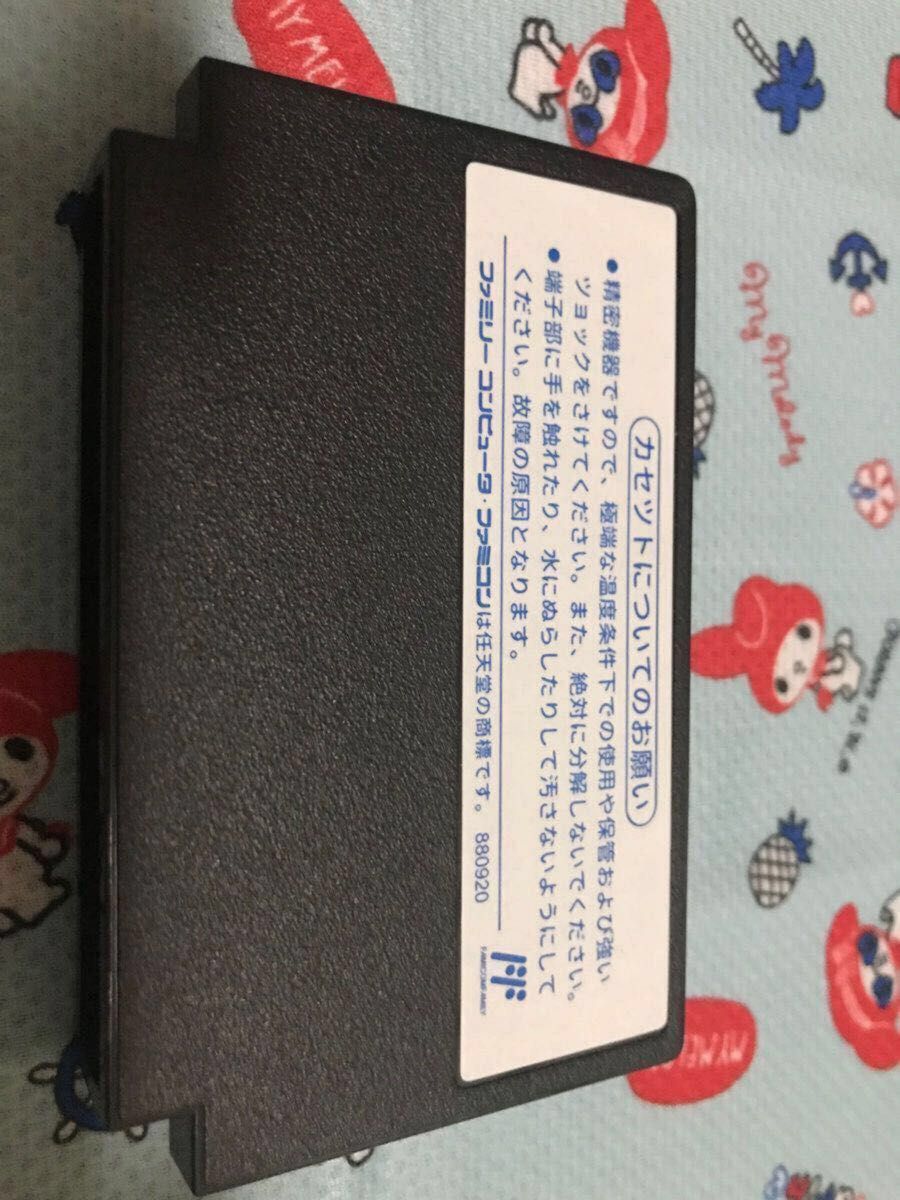 カセットについてのお願い
●精密機器ですので、極端な温度条件下での使用や保管および強い
ショックをさけてください。また、絶対に分解しないでください。
●端子部に手を触れたり、水にぬらしたりして汚さないようにして
ください。故障の原因となります。
ファミリーコンピュータ・ファミコンは任天堂の商標です。 880920
FAMICOM FAMILY
MY MEL
MY MELO